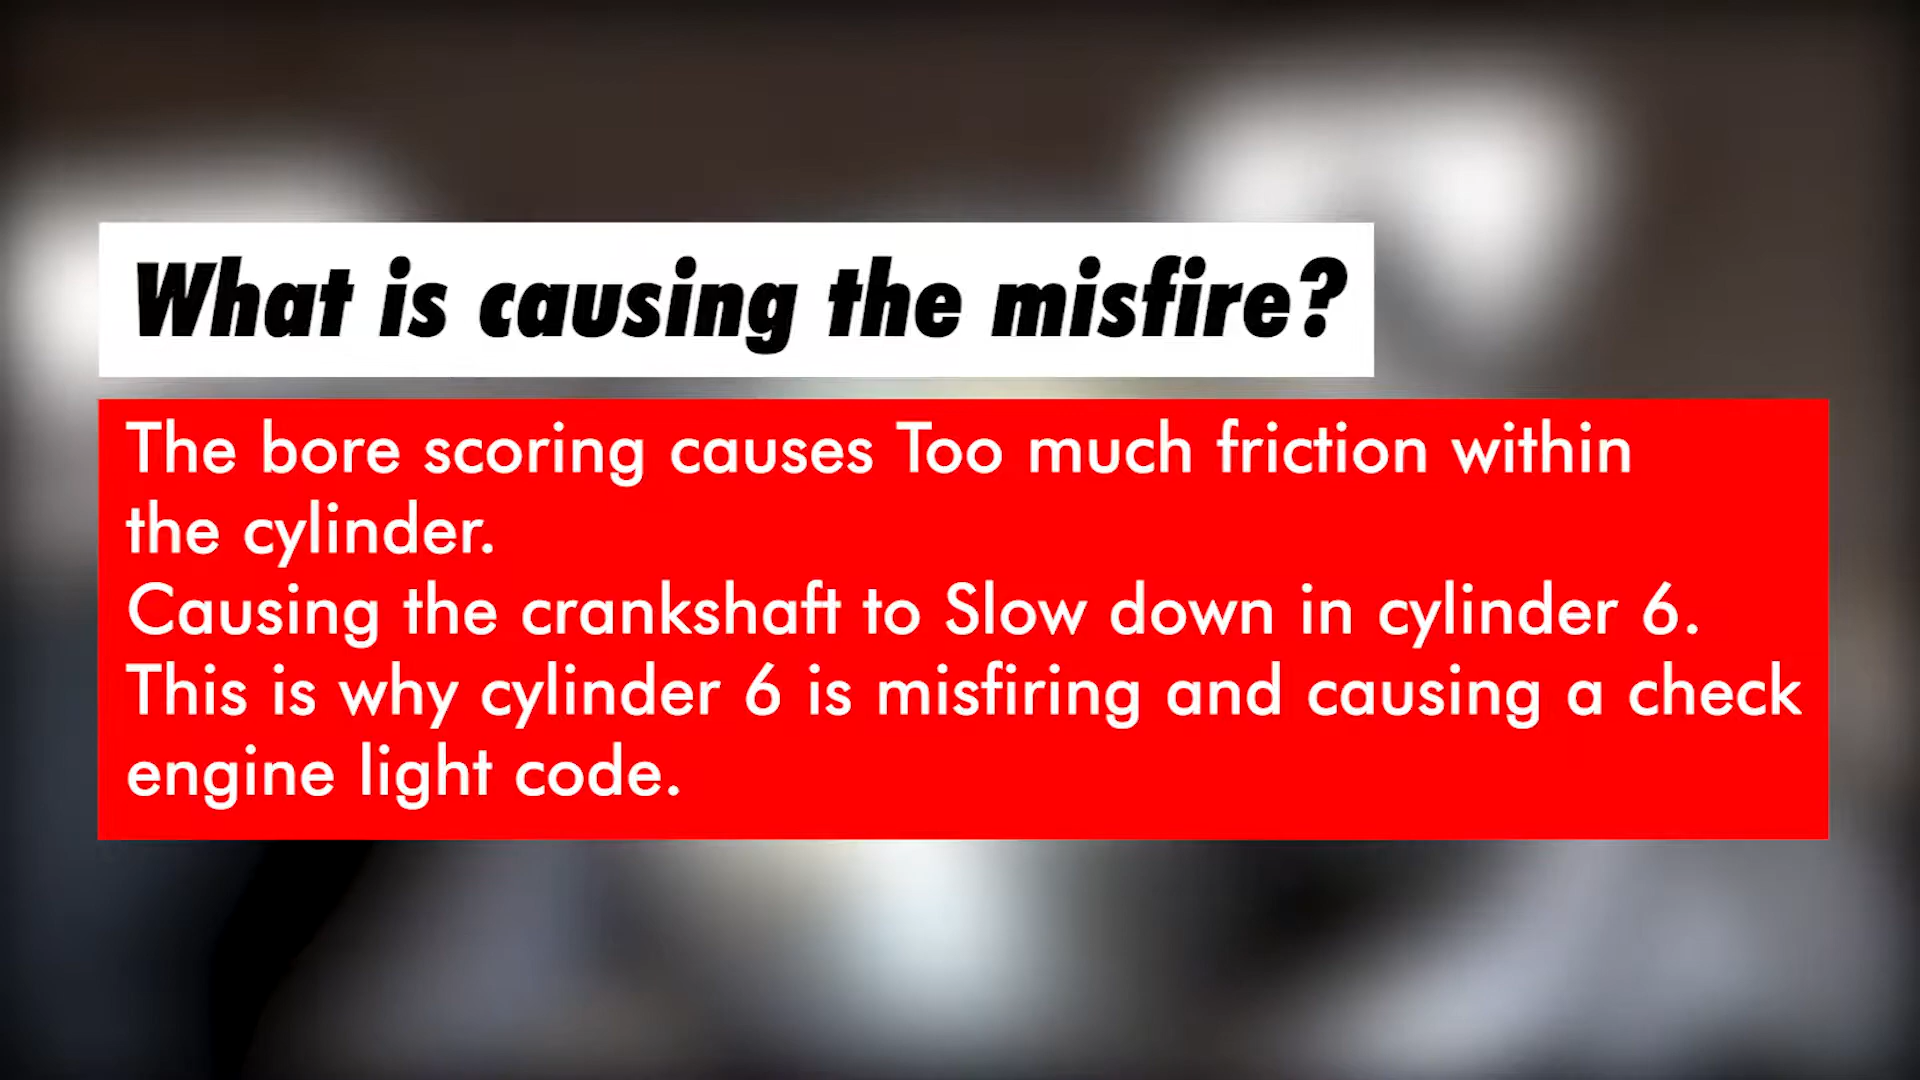 What is causing the misfire?
The bore scoring causes Too much friction within
the cylinder.
Causing the crankshaft to Slow down in cylinder 6.
This is why cylinder 6 is misfiring and causing a check
engine light code.